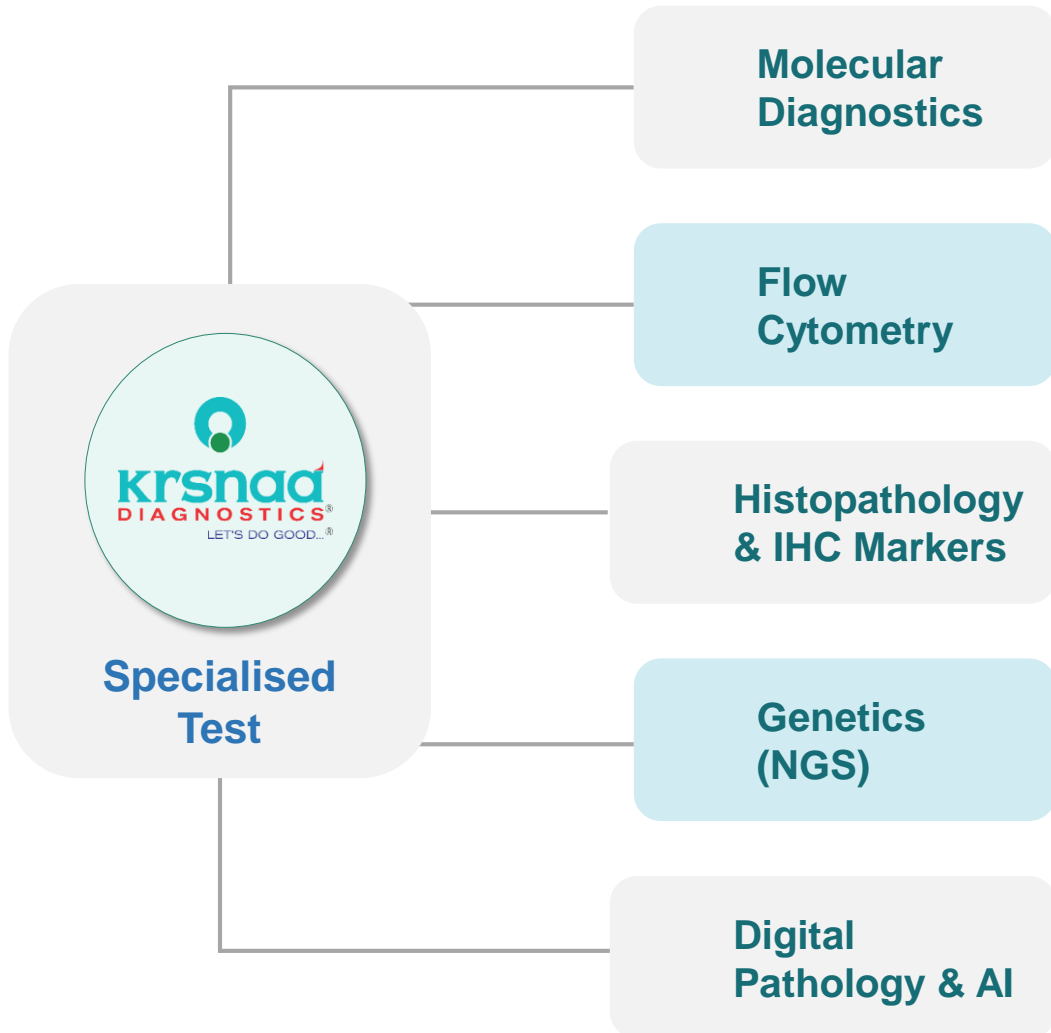 Molecular
Diagnostics
Flow
Cytometry
krsnaa
DIAGNOSTICS®
LET'S DO GOOD...®
Specialised
Test
Histopathology
& IHC Markers
Genetics
(NGS)
Digital
Pathology & AI